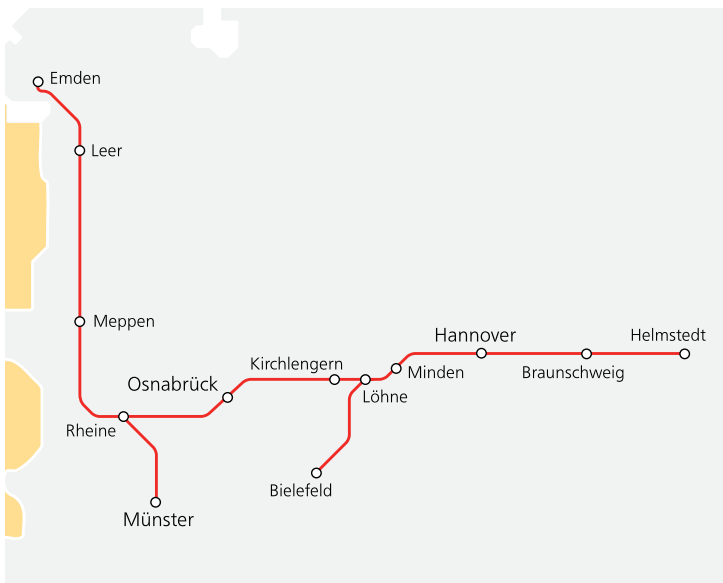 Emden
Leer
Meppen
Hannover
Helmstedt
Kirchlengern
Minden
Braunschweig
Osnabrück
Löhne
Rheine
Bielefeld
Münster